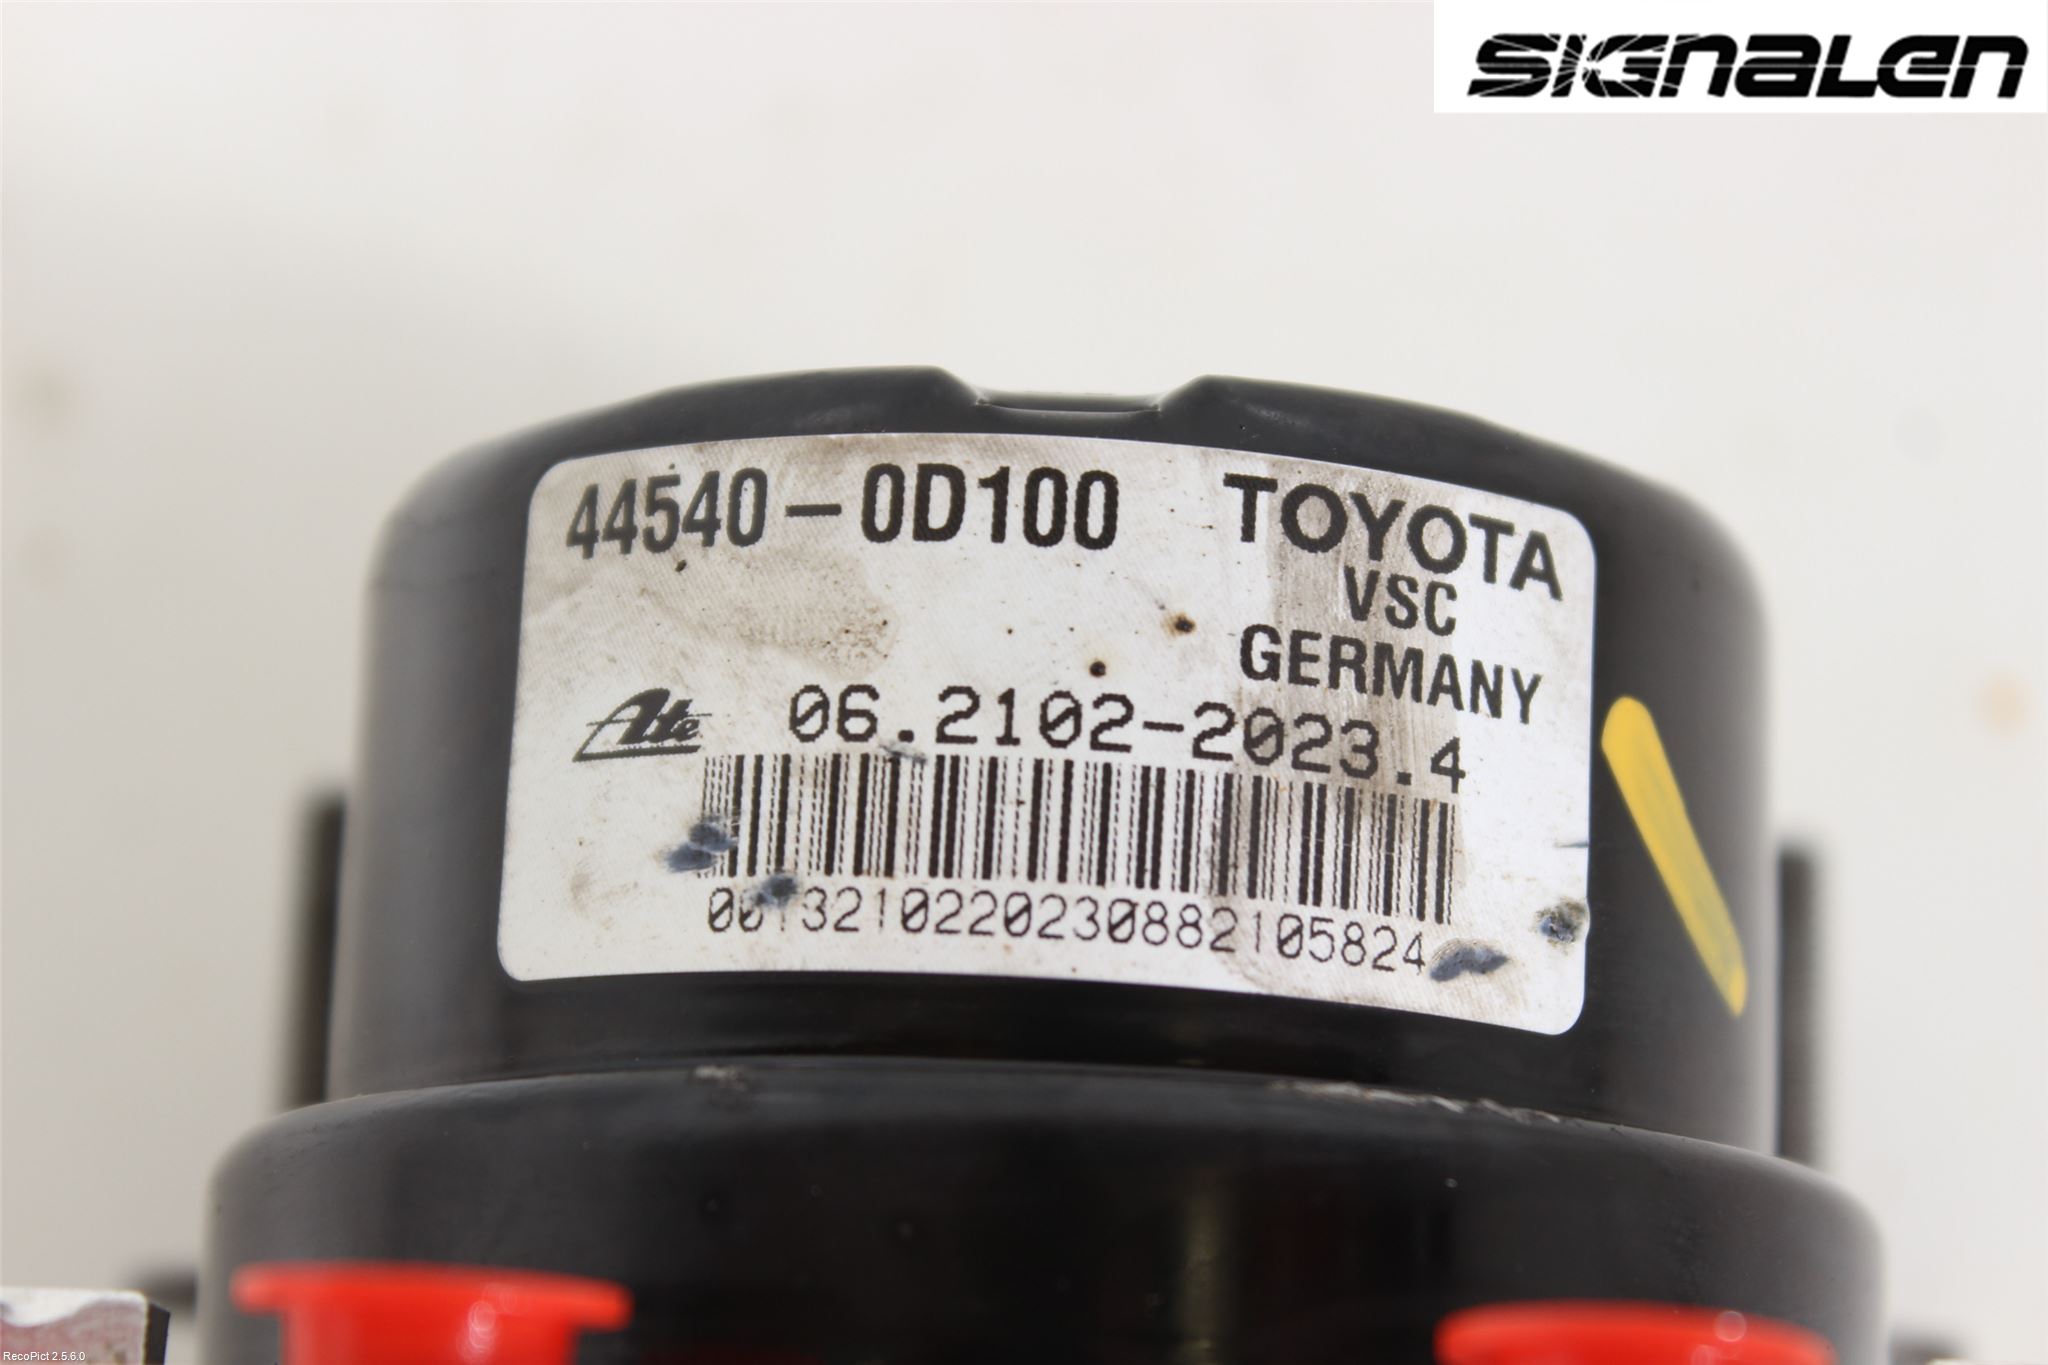 SIGNALEN
44540-0D100
TOYOTA
VSC
GERMANY
Ate
06.2102-2023.4
RecoPict 2.5.6.0